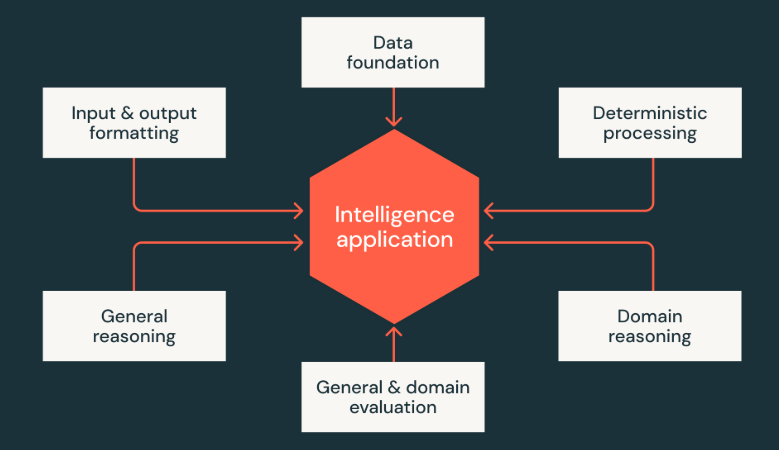 Data
foundation
Input & output
formatting
Deterministic
processing
Intelligence
application
General
reasoning
Domain
reasoning
General & domain
evaluation